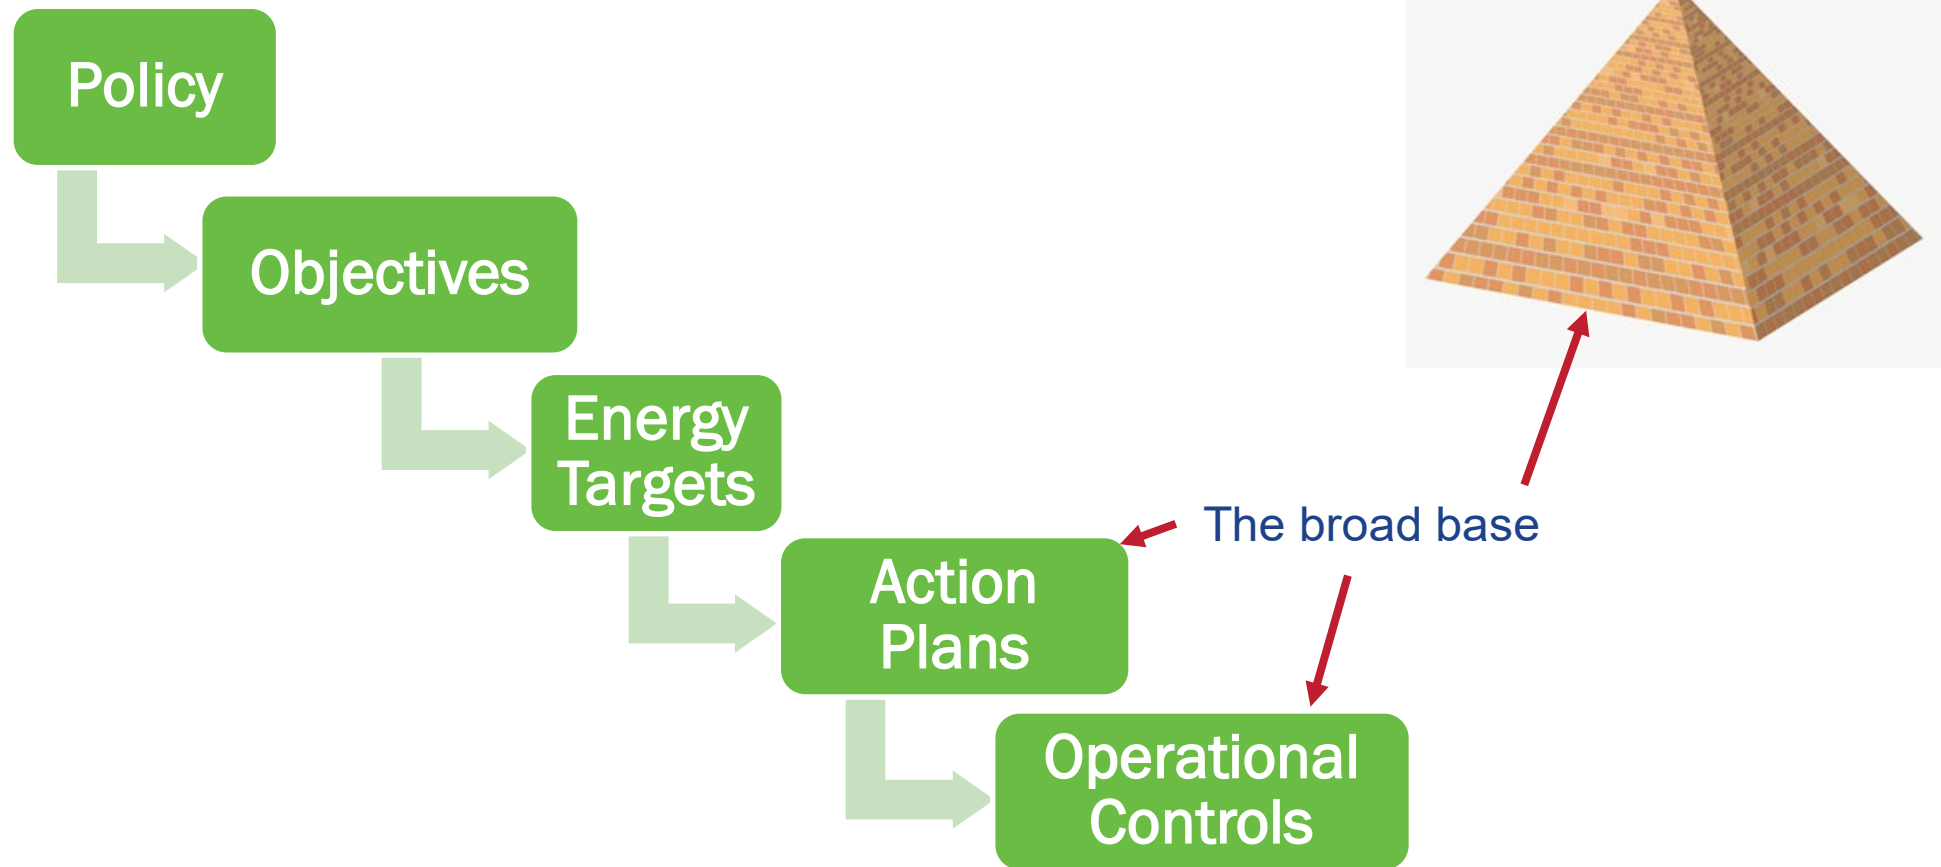 Policy
Objectives
Energy
Targets
The broad base
Action
Plans
Operational
Controls